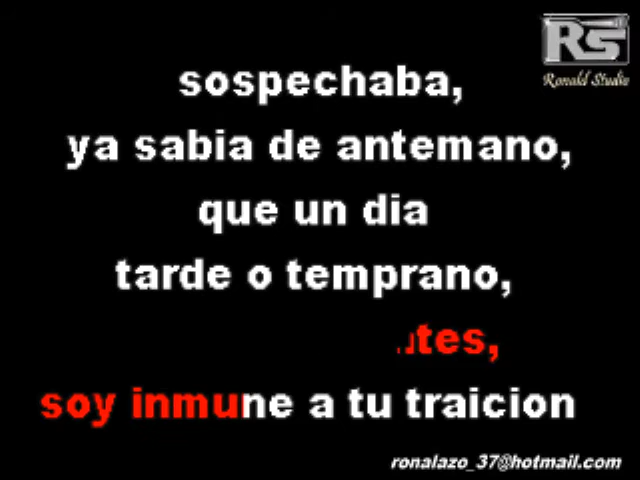 RS
Ronald Studio
sospechaba,
ya sabia de antemano,
que un dia
tarde o temprano,
tes,
soy inmune a tu traicion
ronalazo_37@hotmail.com